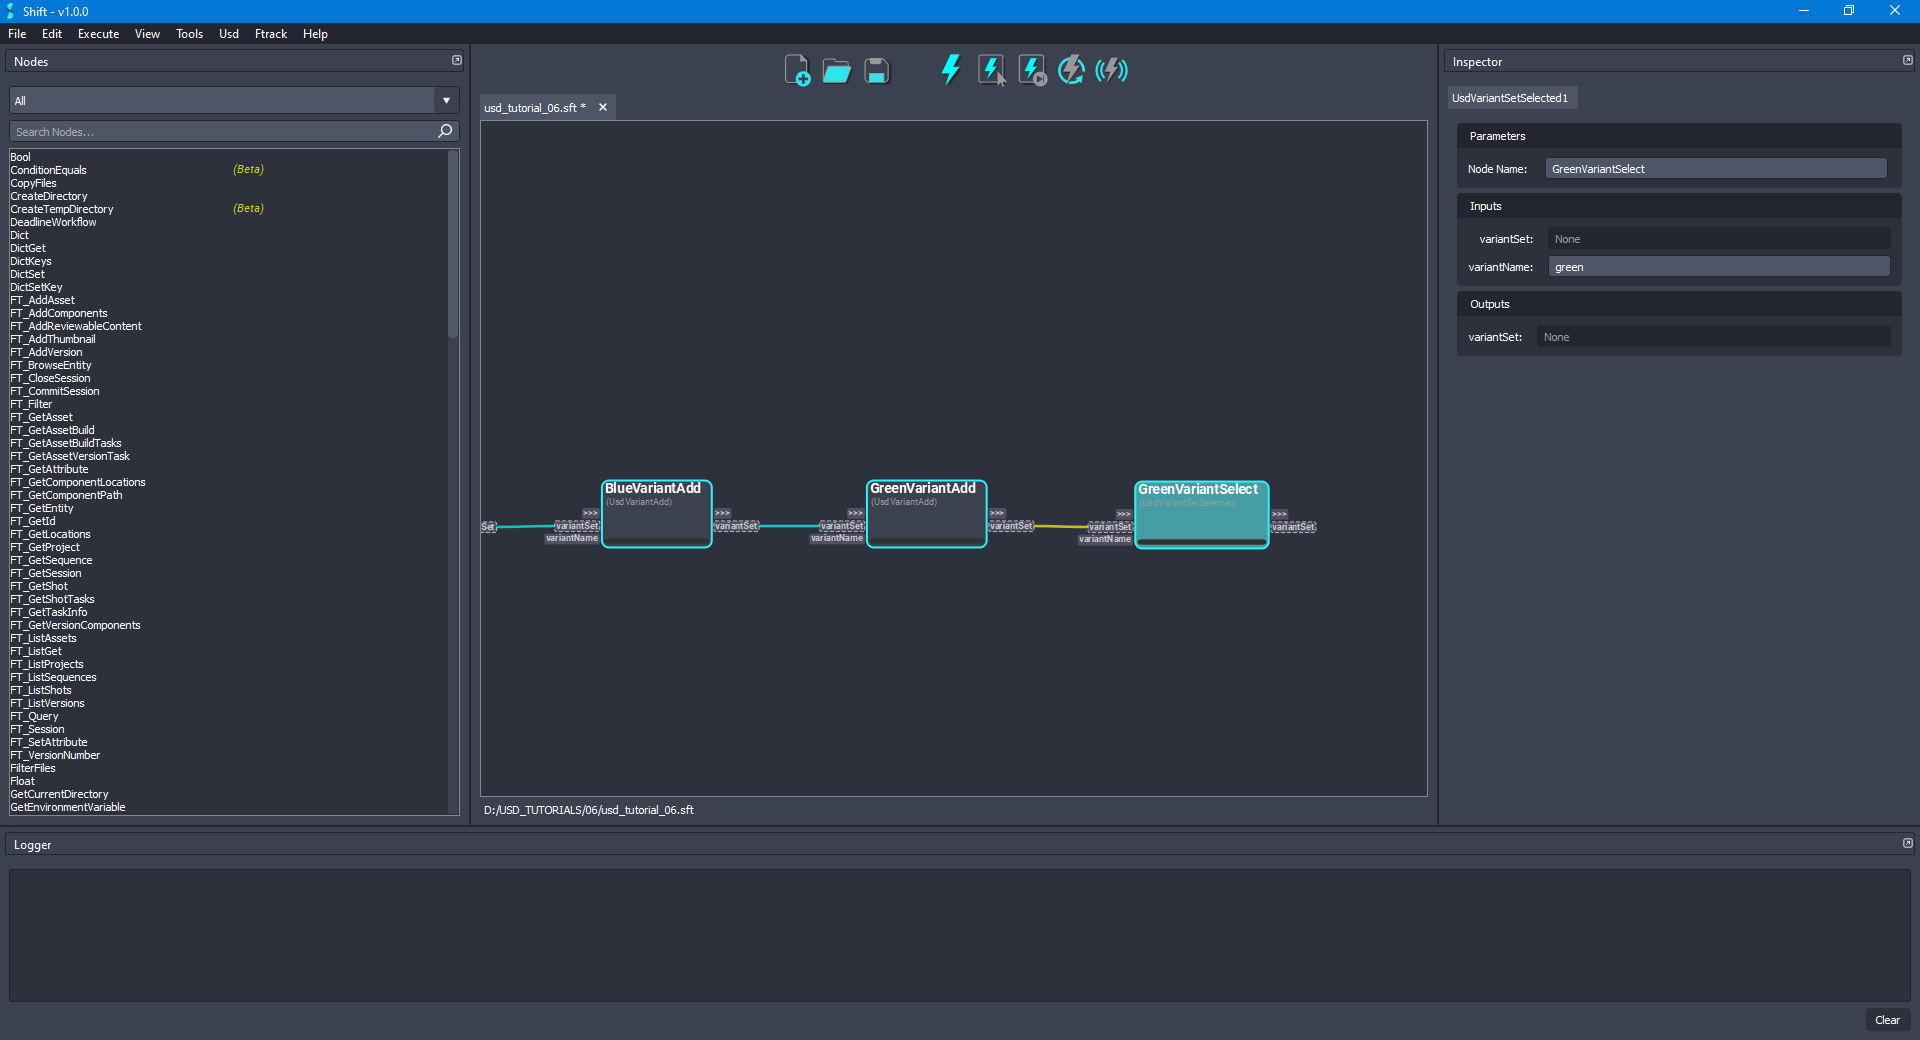 Shift - v1.0.0
File Edit Execute View Tools Usd Ftrack Help
Nodes
All
Search Nodes...
Bool
ConditionEquals (Beta)
CopyFiles
CreateDirectory
CreateTempDirectory (Beta)
DeadlineWorkflow
Dict
DictGet
DictKeys
DictSet
DictSetKey
FT_AddAsset
FT_AddComponents
FT_AddReviewableContent
FT_AddThumbnail
FT_AddVersion
FT_BrowseEntity
FT_CloseSession
FT_CommitSession
FT_Filter
FT_GetAsset
FT_GetAssetBuild
FT_GetAssetBuildTasks
FT_GetAssetVersionTask
FT_GetAttribute
FT_GetComponentLocations
FT_GetComponentPath
FT_GetEntity
FT_GetId
FT_GetLocations
FT_GetProject
FT_GetSequence
FT_GetSession
FT_GetShot
FT_GetShotTasks
FT_GetTaskInfo
FT_GetVersionComponents
FT_ListAssets
FT_ListGet
FT_ListProjects
FT_ListSequences
FT_ListShots
FT_ListVersions
FT_Query
FT_Session
FT_SetAttribute
FT_VersionNumber
FilterFiles
Float
GetCurrentDirectory
GetEnvironmentVariable
usd_tutorial_06.sft *
Set
BlueVariantAdd
(UsdVariantAdd)
>>> >>>
variantSet variantSet
variantName
GreenVariantAdd
(UsdVariantAdd)
>>> >>>
variantSet variantSet
variantName
GreenVariantSelect
(UsdVariantSetSelected)
>>> >>>
variantSet variantSet
variantName
D:/USD_TUTORIALS/06/usd_tutorial_06.sft
Inspector
UsdVariantSetSelected1
Parameters
Node Name: GreenVariantSelect
Inputs
variantSet: None
variantName: green
Outputs
variantSet: None
Logger
Clear